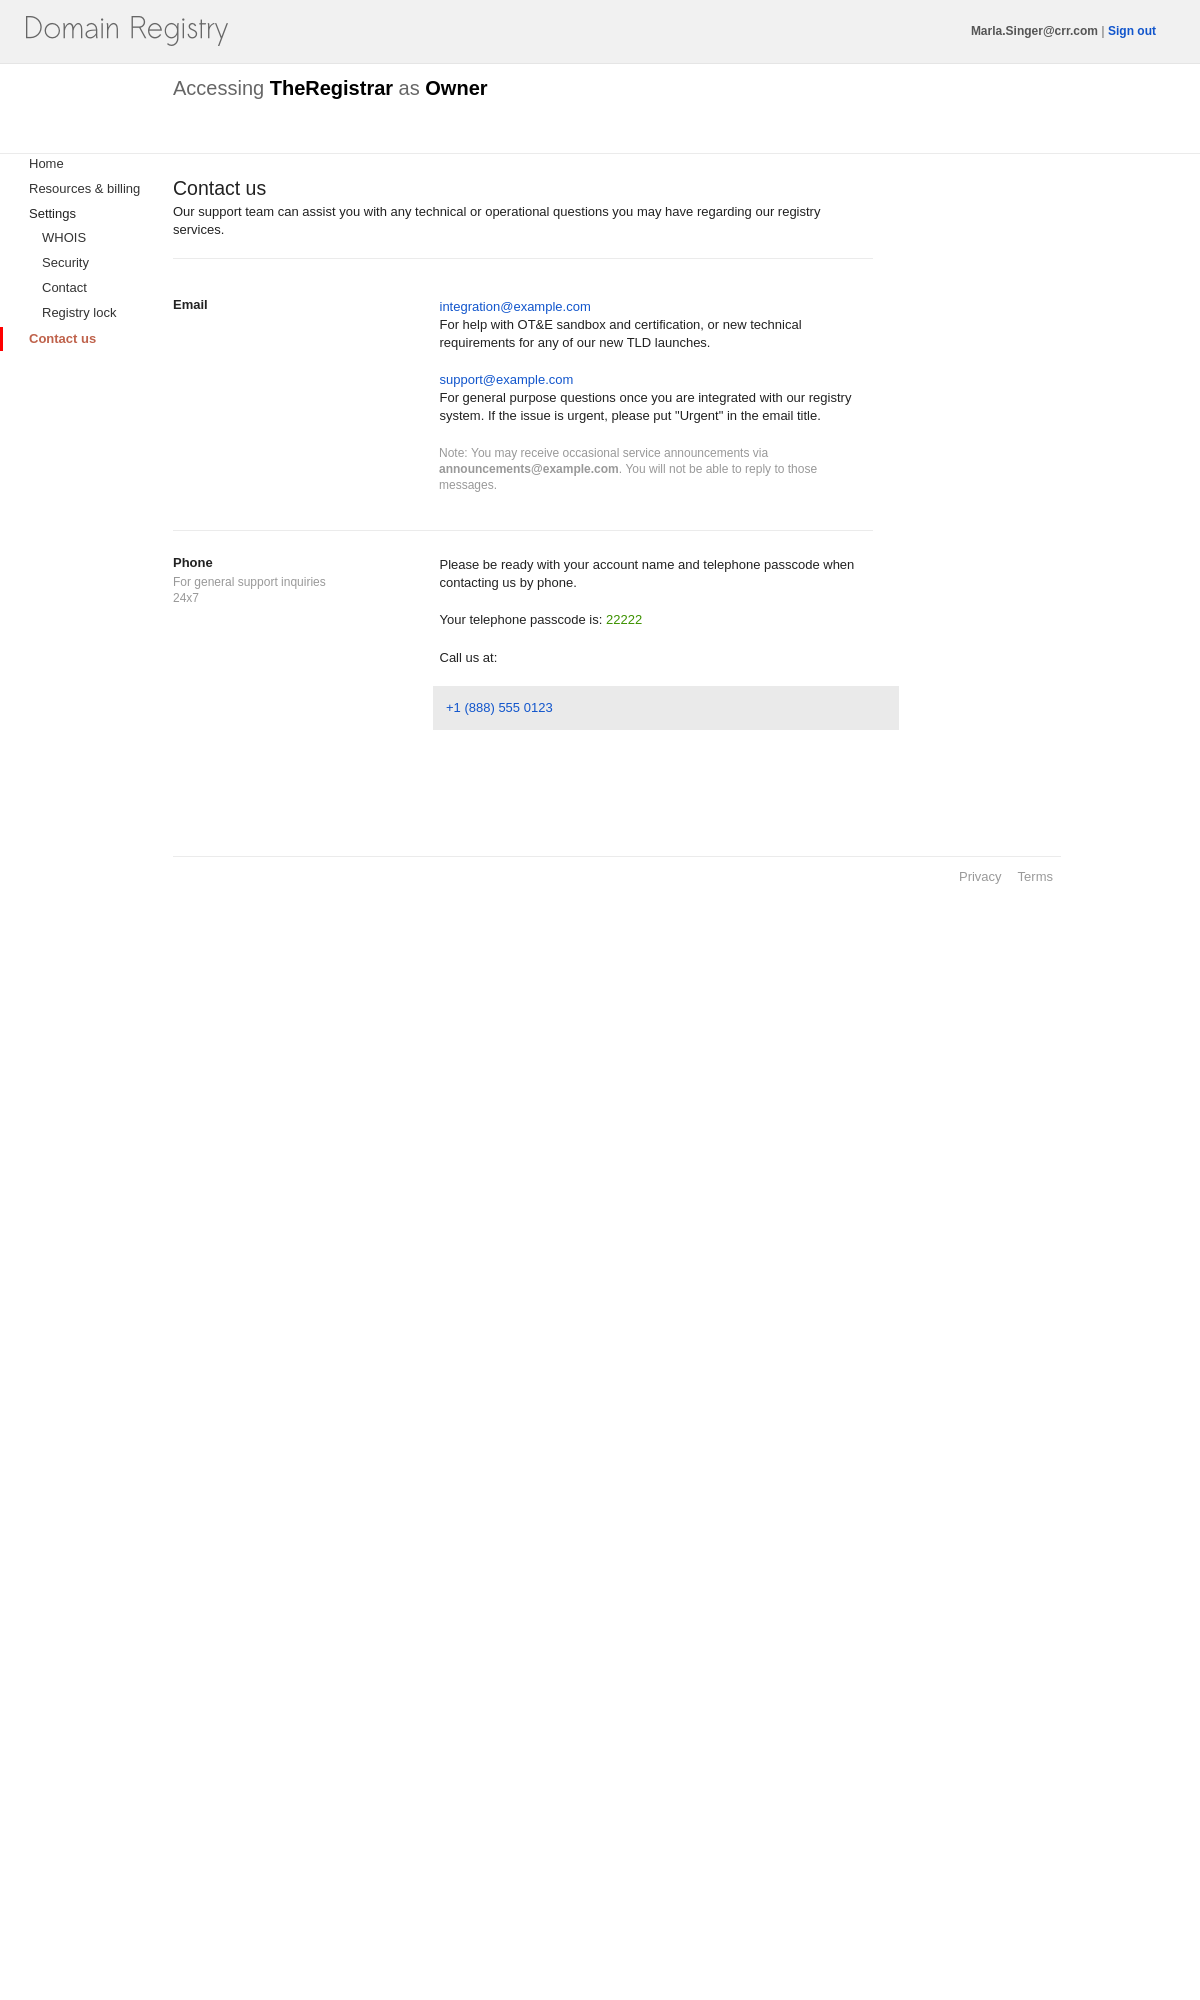 Domain Registry
Marla.Singer@crr.com | Sign out
Accessing TheRegistrar as Owner
Home
Resources & billing
Settings
WHOIS
Security
Contact
Registry lock
Contact us
Contact us
Our support team can assist you with any technical or operational questions you may have regarding our registry
services.
Email
integration@example.com
For help with OT&E sandbox and certification, or new technical
requirements for any of our new TLD launches.
support@example.com
For general purpose questions once you are integrated with our registry
system. If the issue is urgent, please put "Urgent" in the email title.
Note: You may receive occasional service announcements via
announcements@example.com. You will not be able to reply to those
messages.
Phone
For general support inquiries
24x7
Please be ready with your account name and telephone passcode when
contacting us by phone.
Your telephone passcode is: 22222
Call us at:
+1 (888) 555 0123
Privacy Terms